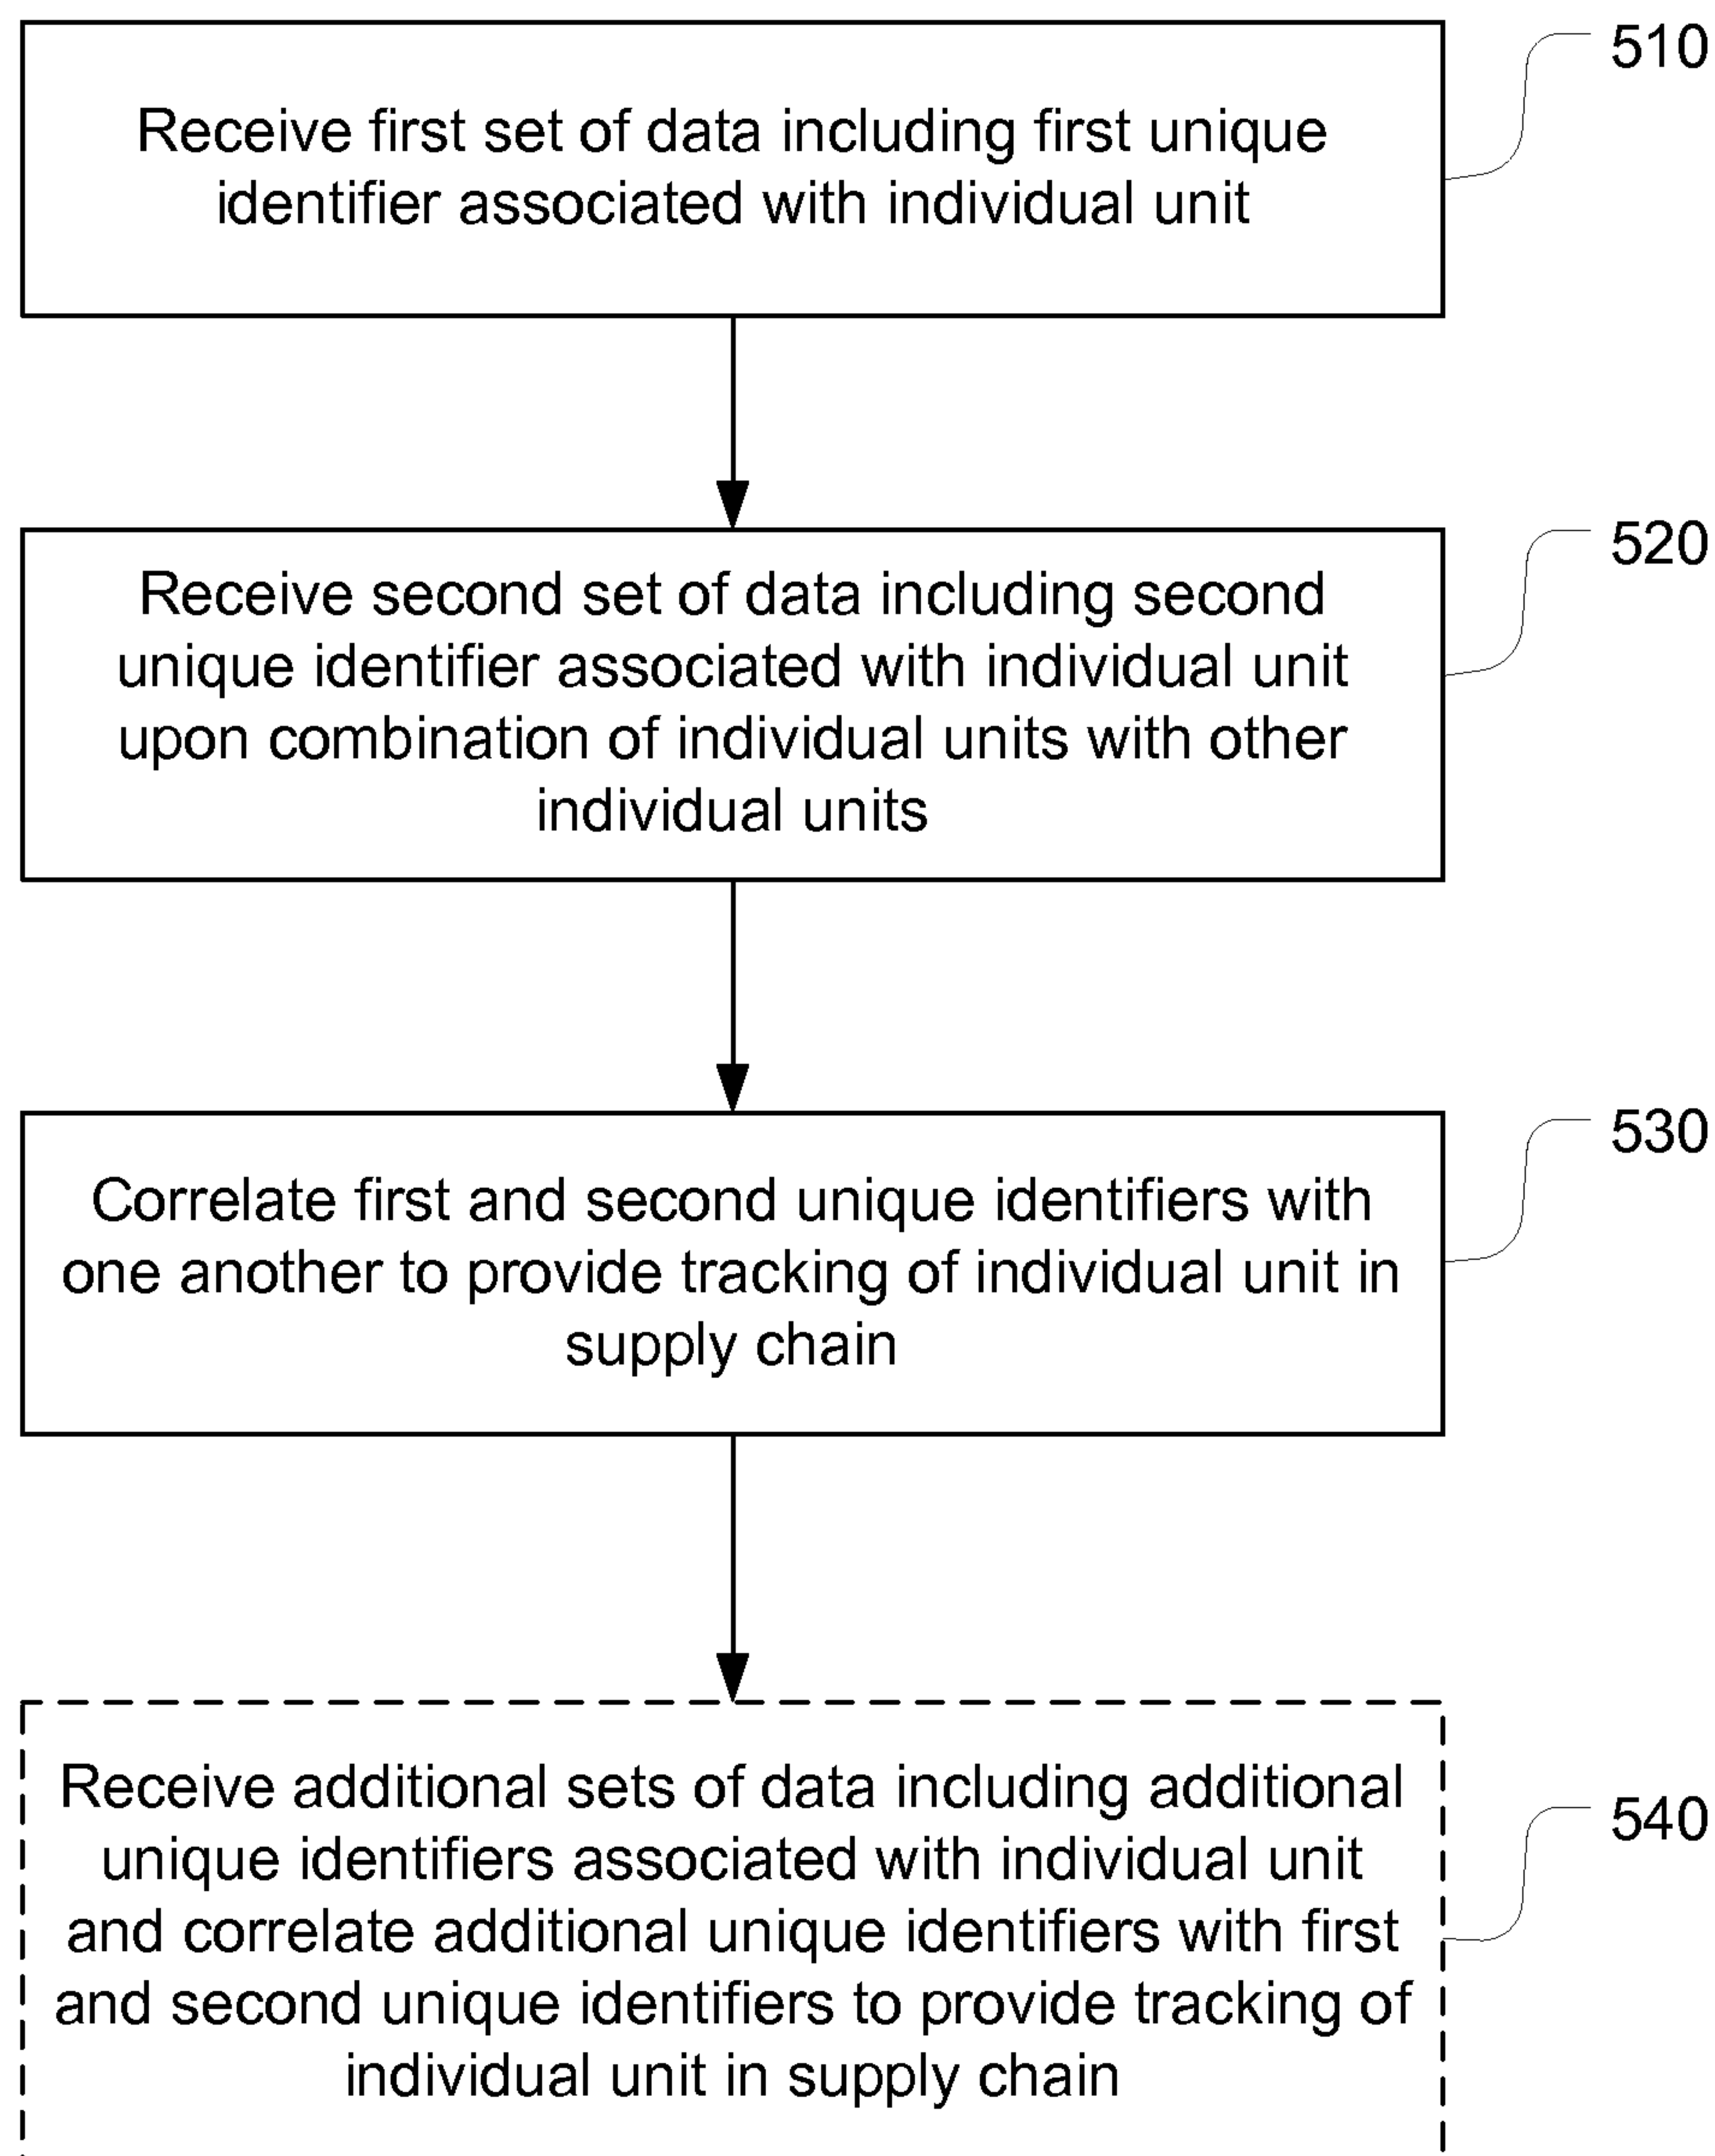 510
Receive first set of data including first unique
identifier associated with individual unit
520
Receive second set of data including second
unique identifier associated with individual unit
upon combination of individual units with other
individual units
530
Correlate first and second unique identifiers with
one another to provide tracking of individual unit in
supply chain
540
Receive additional sets of data including additional
unique identifiers associated with individual unit
and correlate additional unique identifiers with first
and second unique identifiers to provide tracking of
individual unit in supply chain